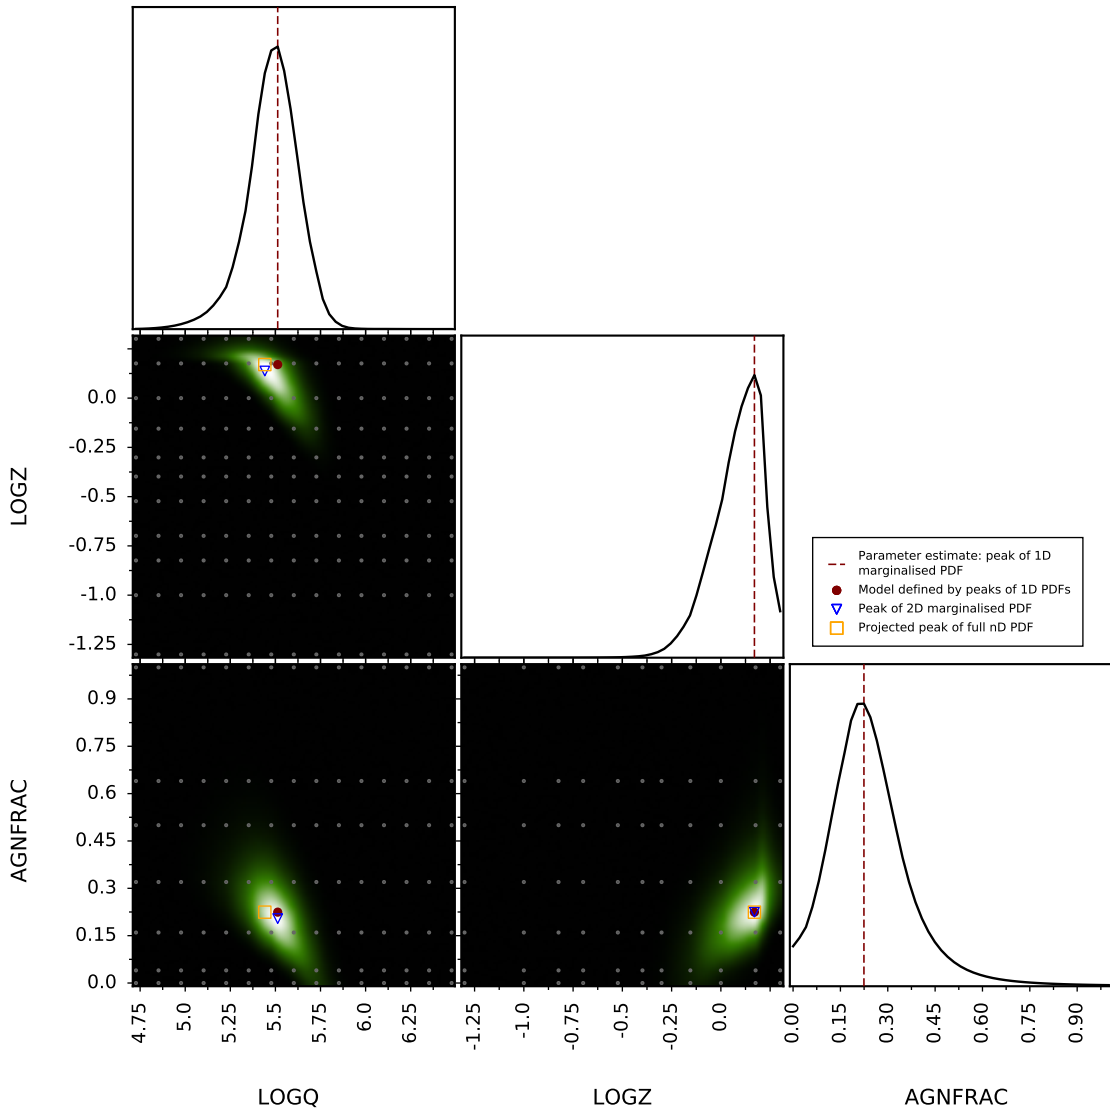 0.0
-0.25
-0.5
-0.75
-1.0
-1.25
LOGZ
Parameter estimate: peak of 1D
marginalised PDF
Model defined by peaks of 1D PDFs
Peak of 2D marginalised PDF
Projected peak of full nD PDF
0.9
0.75
0.6
0.45
0.3
0.15
0.0
AGNFRAC
4.75 5.0 5.25 5.5 5.75 6.0 6.25
-1.25 -1.0 -0.75 -0.5 -0.25 0.0
0.00 0.15 0.30 0.45 0.60 0.75 0.90
LOGQ LOGZ AGNFRAC